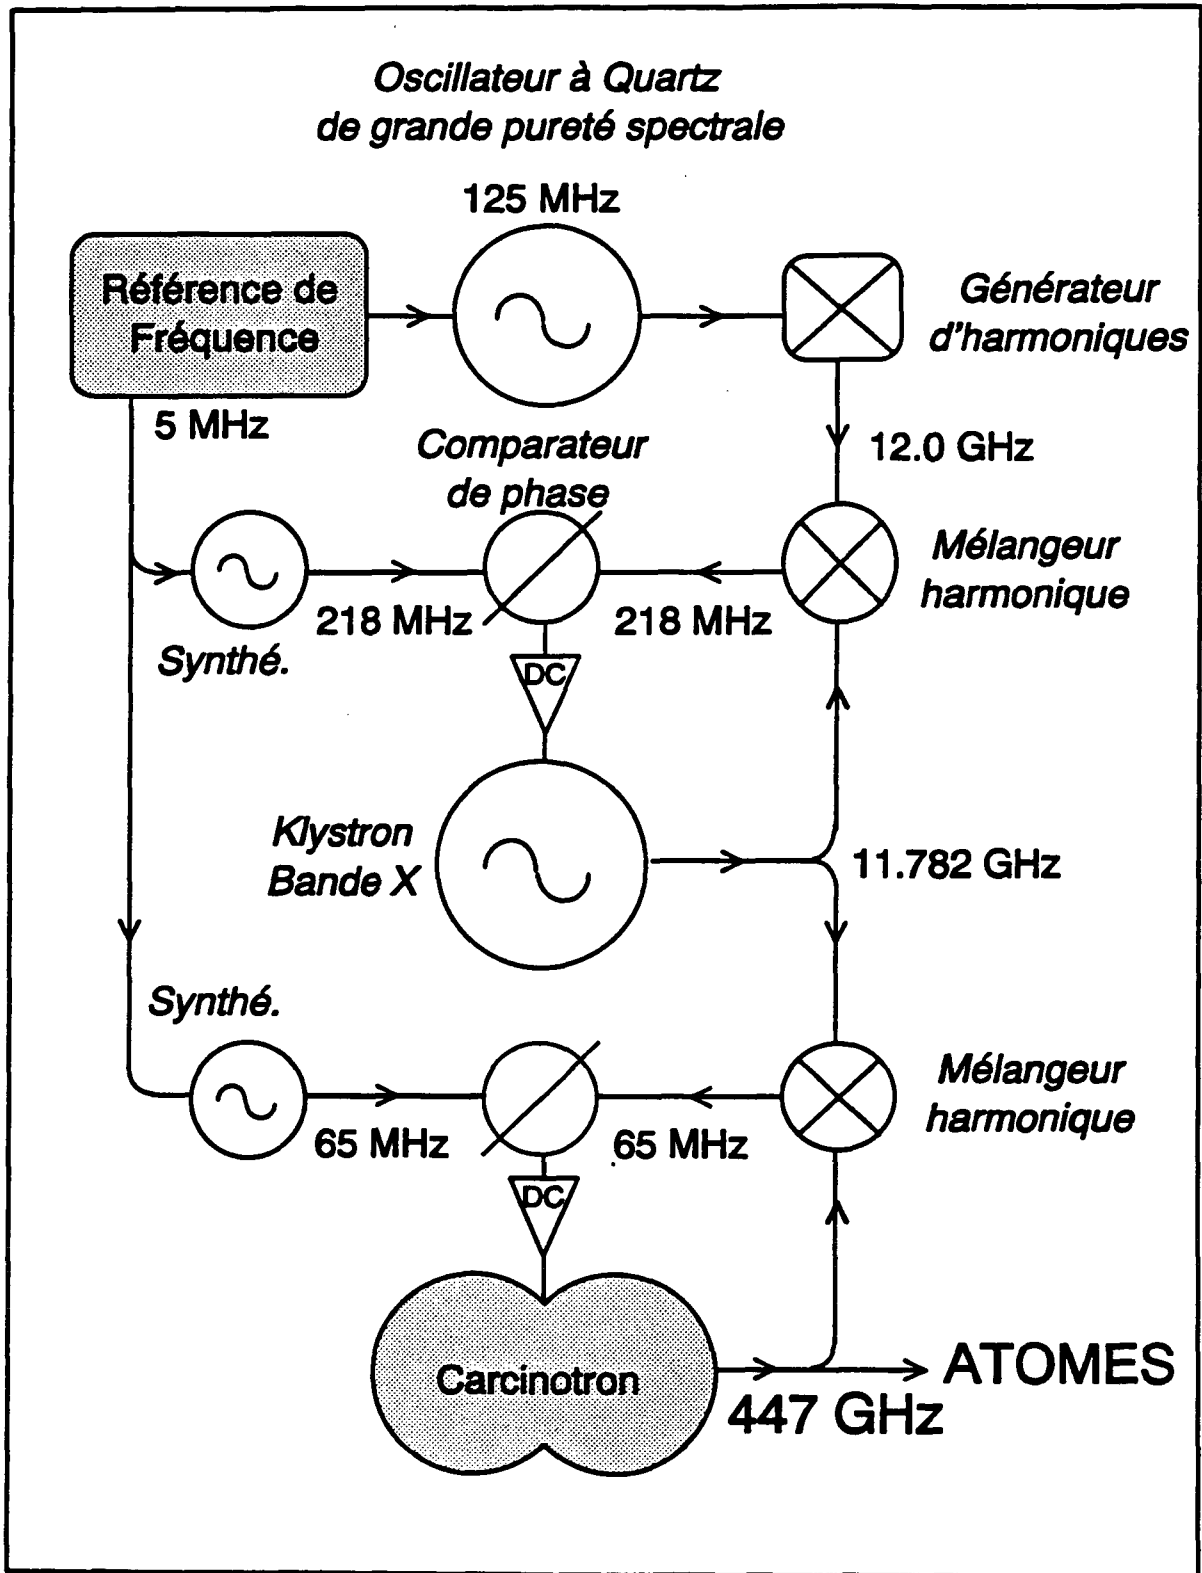 Oscillateur à Quartz
de grande pureté spectrale
125 MHz
Référence de
Fréquence
Générateur
d'harmoniques
5 MHz
12.0 GHz
Comparateur
de phase
Mélangeur
harmonique
218 MHz
218 MHz
Synthé.
DC
Klystron
Bande X
11.782 GHz
Synthé.
Mélangeur
harmonique
65 MHz
65 MHz
DC
Carcinotron
ATOMES
447 GHz